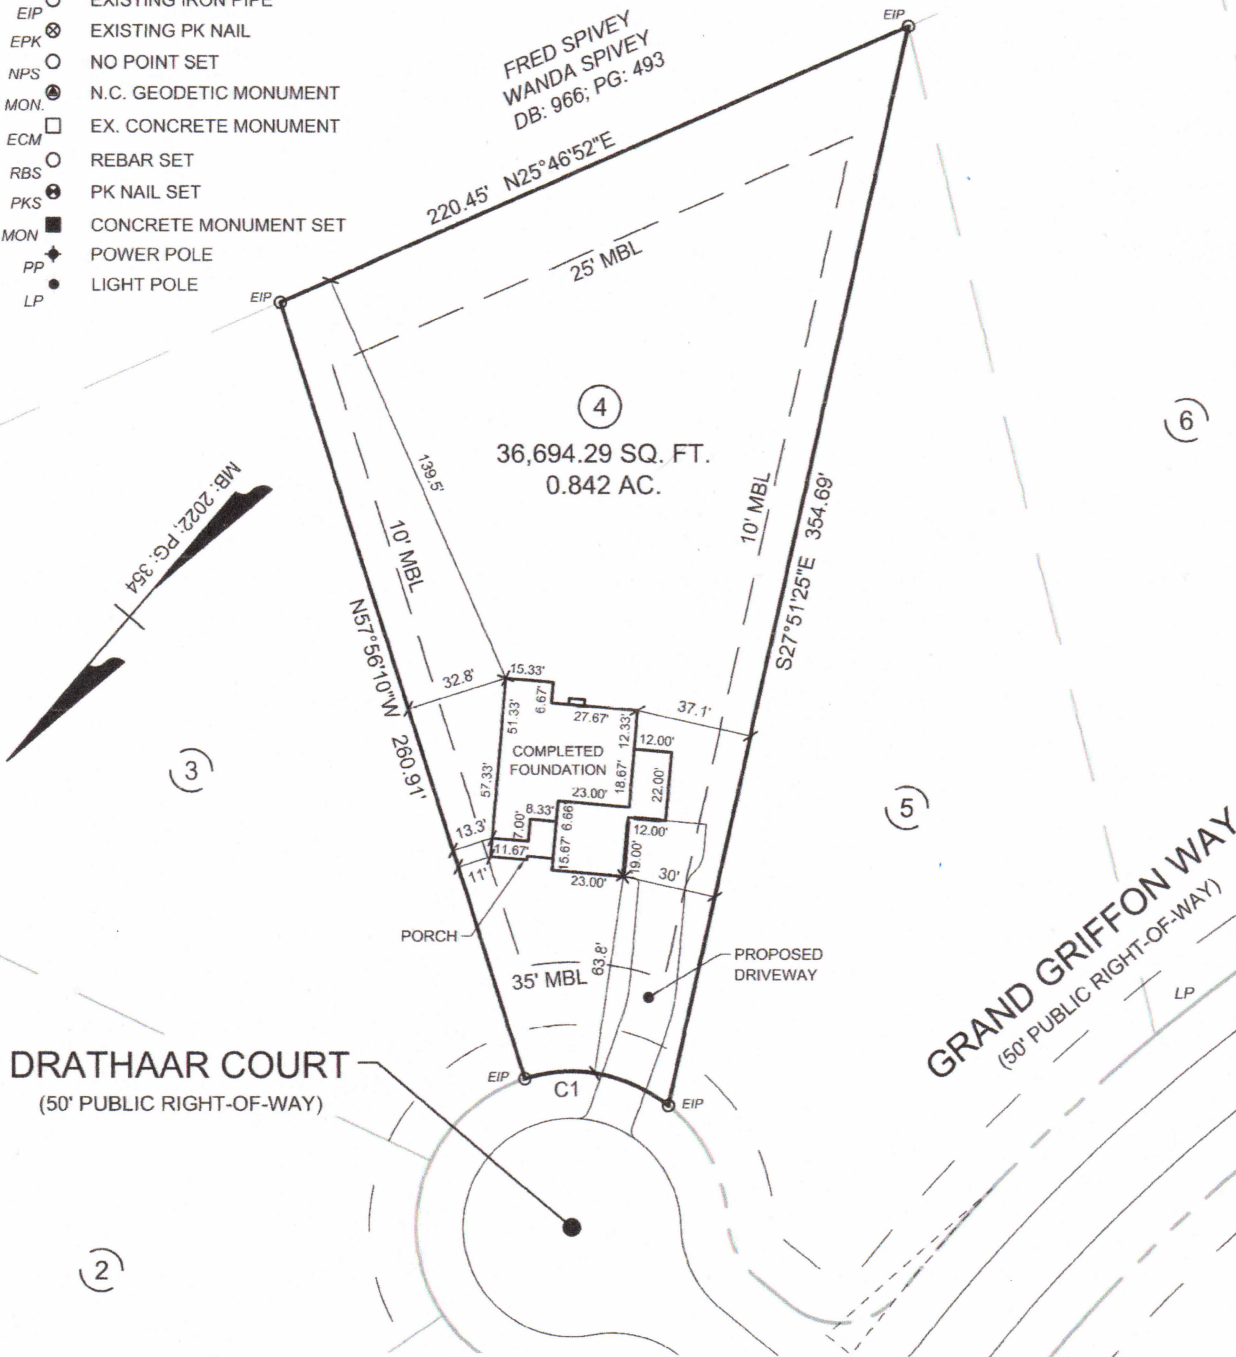 EIP EXISTING IRON PIPE
EPK EXISTING PK NAIL
NPS NO POINT SET
MON. N.C. GEODETIC MONUMENT
ECM EX. CONCRETE MONUMENT
RBS REBAR SET
PKS PK NAIL SET
MON CONCRETE MONUMENT SET
PP POWER POLE
LP LIGHT POLE
FRED SPIVEY
WANDA SPIVEY
DB: 966; PG: 493
EIP
220.45' N25°46'52"E
25' MBL
EIP
4
36,694.29 SQ. FT.
0.842 AC.
6
139.5'
MB: 2022; PG: 354
10' MBL
10' MBL
S27°51'25"E 354.69'
N57°56'10"W 260.91'
32.8'
15.33'
6.67'
27.67'
37.1'
51.33'
12.33'
12.00'
COMPLETED
FOUNDATION
57.33'
18.67'
22.00'
23.00'
8.33'
6.66'
7.00'
12.00'
13.3'
11.67'
15.67'
19.00'
11'
23.00'
30'
3
5
PORCH
63.8'
35' MBL
PROPOSED
DRIVEWAY
GRAND GRIFFON WAY
(50' PUBLIC RIGHT-OF-WAY)
LP
DRATHAAR COURT
(50' PUBLIC RIGHT-OF-WAY)
EIP
C1
EIP
2